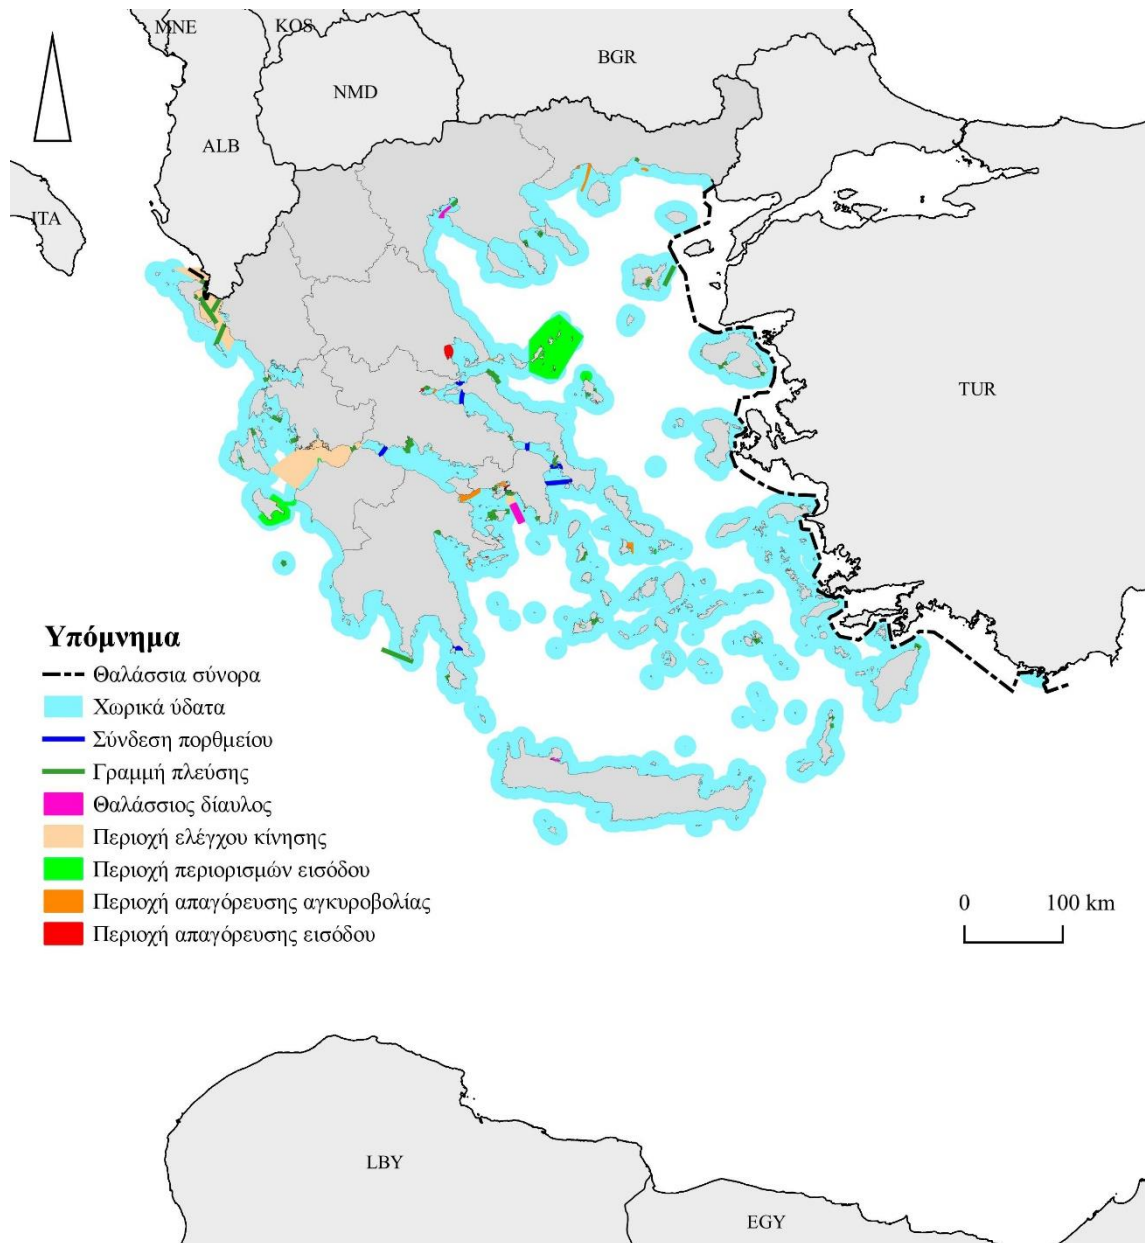 MNE
KOS
BGR
NMD
ALB
ITA
TUR
Υπόμνημα
Θαλάσσια σύνορα
Χωρικά ύδατα
Σύνδεση πορθμείου
Γραμμή πλεύσης
Θαλάσσιος δίαυλος
Περιοχή ελέγχου κίνησης
Περιοχή περιορισμών εισόδου
Περιοχή απαγόρευσης αγκυροβολίας
Περιοχή απαγόρευσης εισόδου
0 100 km
LBY
EGY